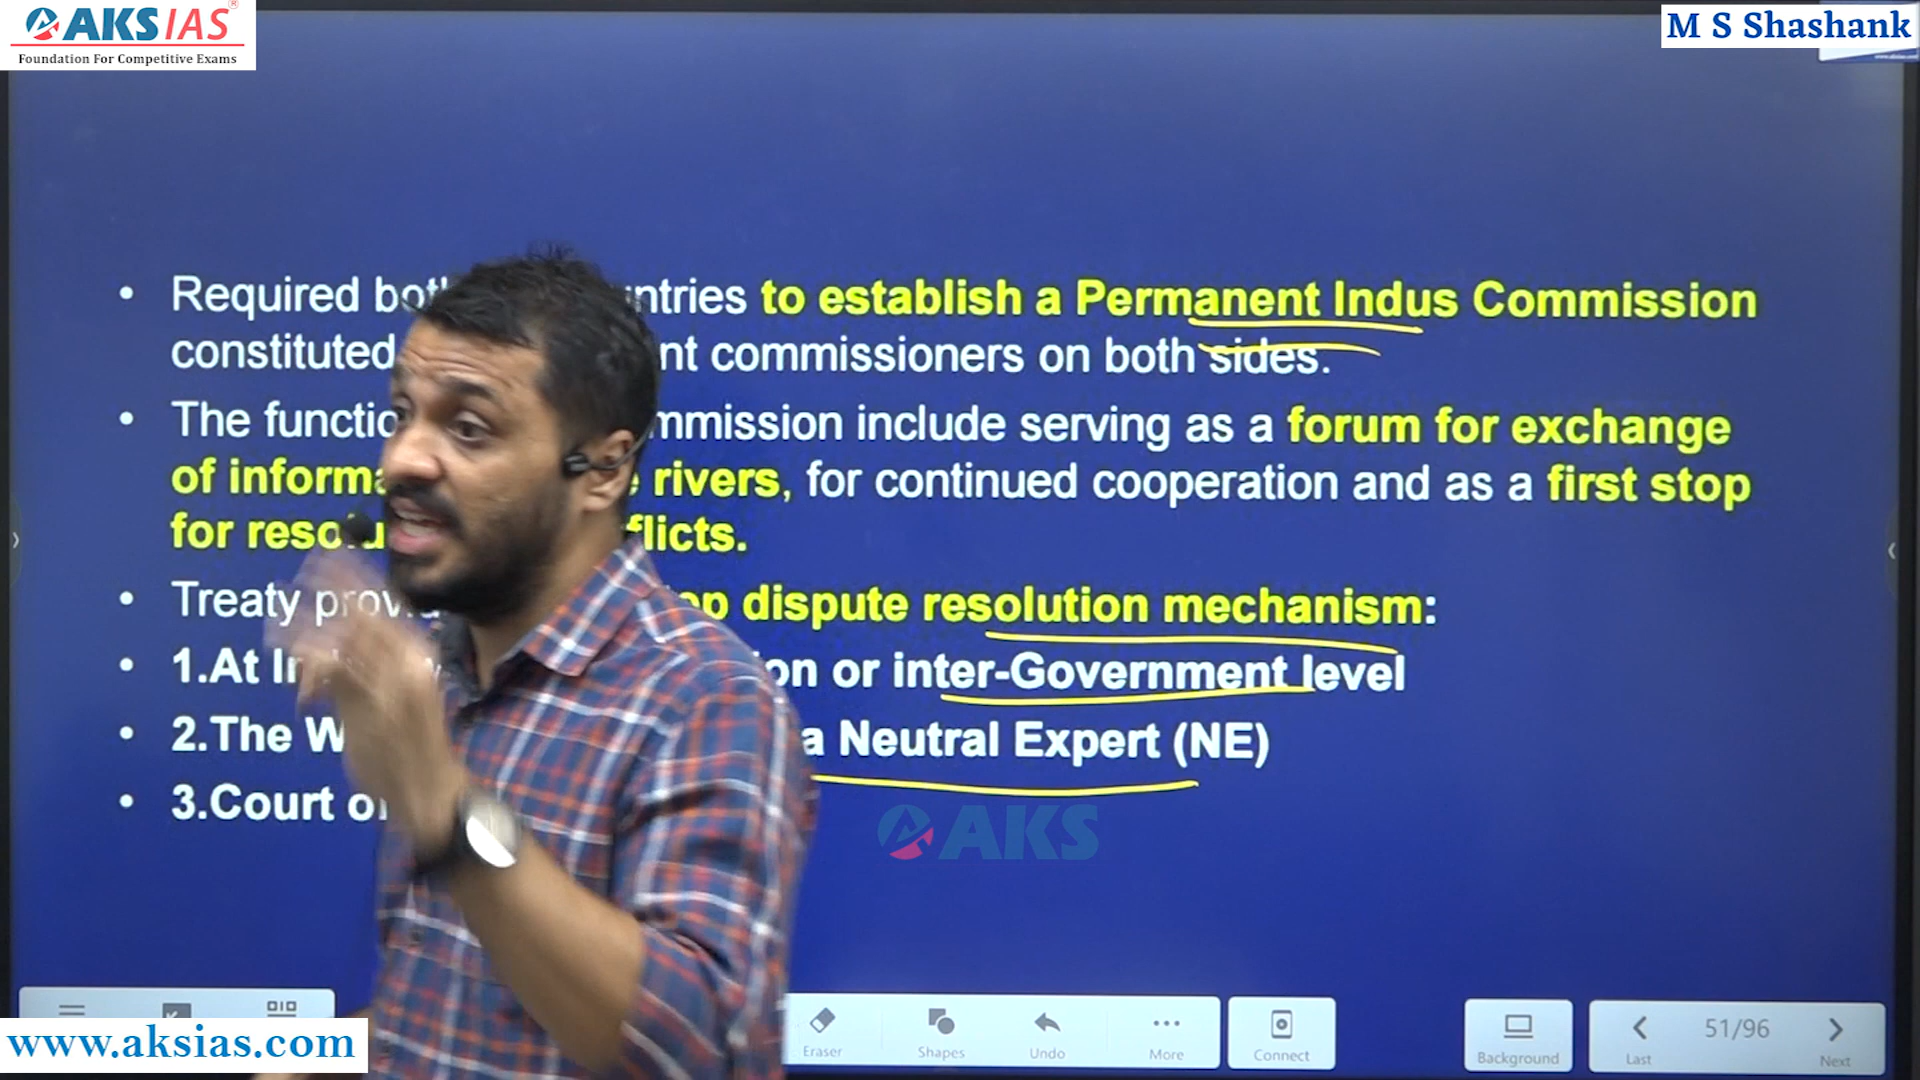 AKS IAS®
Foundation For Competitive Exams
M S Shashank
• Required both ntries to establish a Permanent Indus Commission
constituted nt commissioners on both sides.
• The functio mmission include serving as a forum for exchange
of informa rivers, for continued cooperation and as a first stop
for resolu flicts.
• Treaty prov op dispute resolution mechanism:
• 1.At In on or inter-Government level
• 2.The W a Neutral Expert (NE)
• 3.Court o
AKS
Eraser Shapes Undo More Connect Background Last 51/96 Next
www.aksias.com